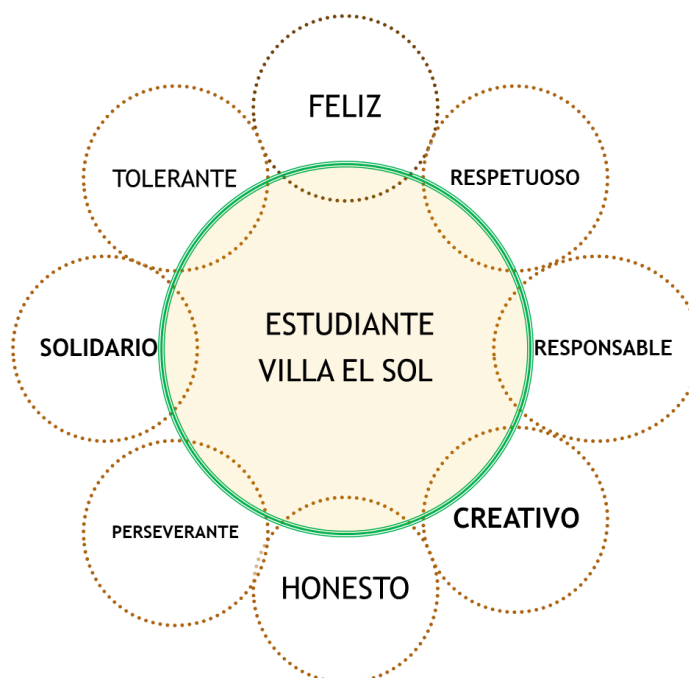 FELIZ
TOLERANTE
RESPETUOSO
ESTUDIANTE
VILLA EL SOL
SOLIDARIO
RESPONSABLE
PERSEVERANTE
CREATIVO
HONESTO